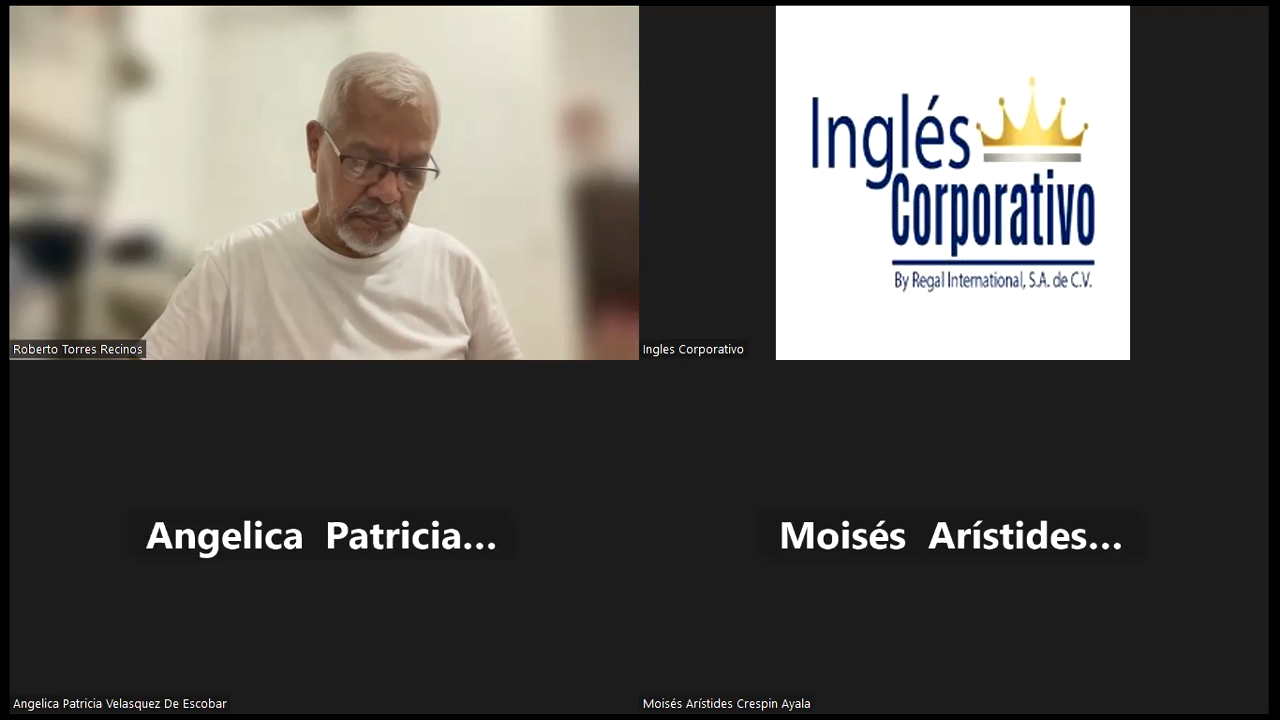 Roberto Torres Recinos
Inglés
Corporativo
By Regal International, S.A. de C.V.
Ingles Corporativo
Angelica Patricia...
Moisés Arístides...
Angelica Patricia Velasquez De Escobar
Moisés Arístides Crespin Ayala